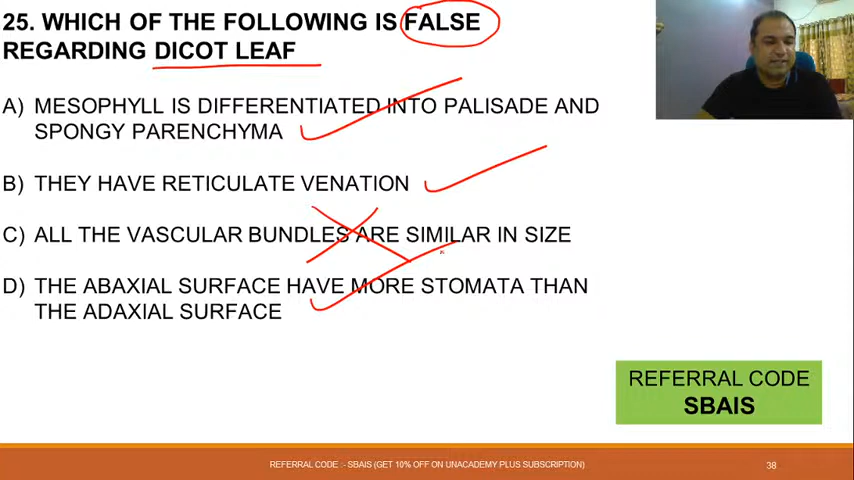 25. WHICH OF THE FOLLOWING IS FALSE
REGARDING DICOT LEAF
A) MESOPHYLL IS DIFFERENTIATED INTO PALISADE AND
SPONGY PARENCHYMA
B) THEY HAVE RETICULATE VENATION
C) ALL THE VASCULAR BUNDLES ARE SIMILAR IN SIZE
D) THE ABAXIAL SURFACE HAVE MORE STOMATA THAN
THE ADAXIAL SURFACE
REFERRAL CODE
SBAIS
REFERRAL CODE :- SBAIS (GET 10% OFF ON UNACADEMY PLUS SUBSCRIPTION)
38